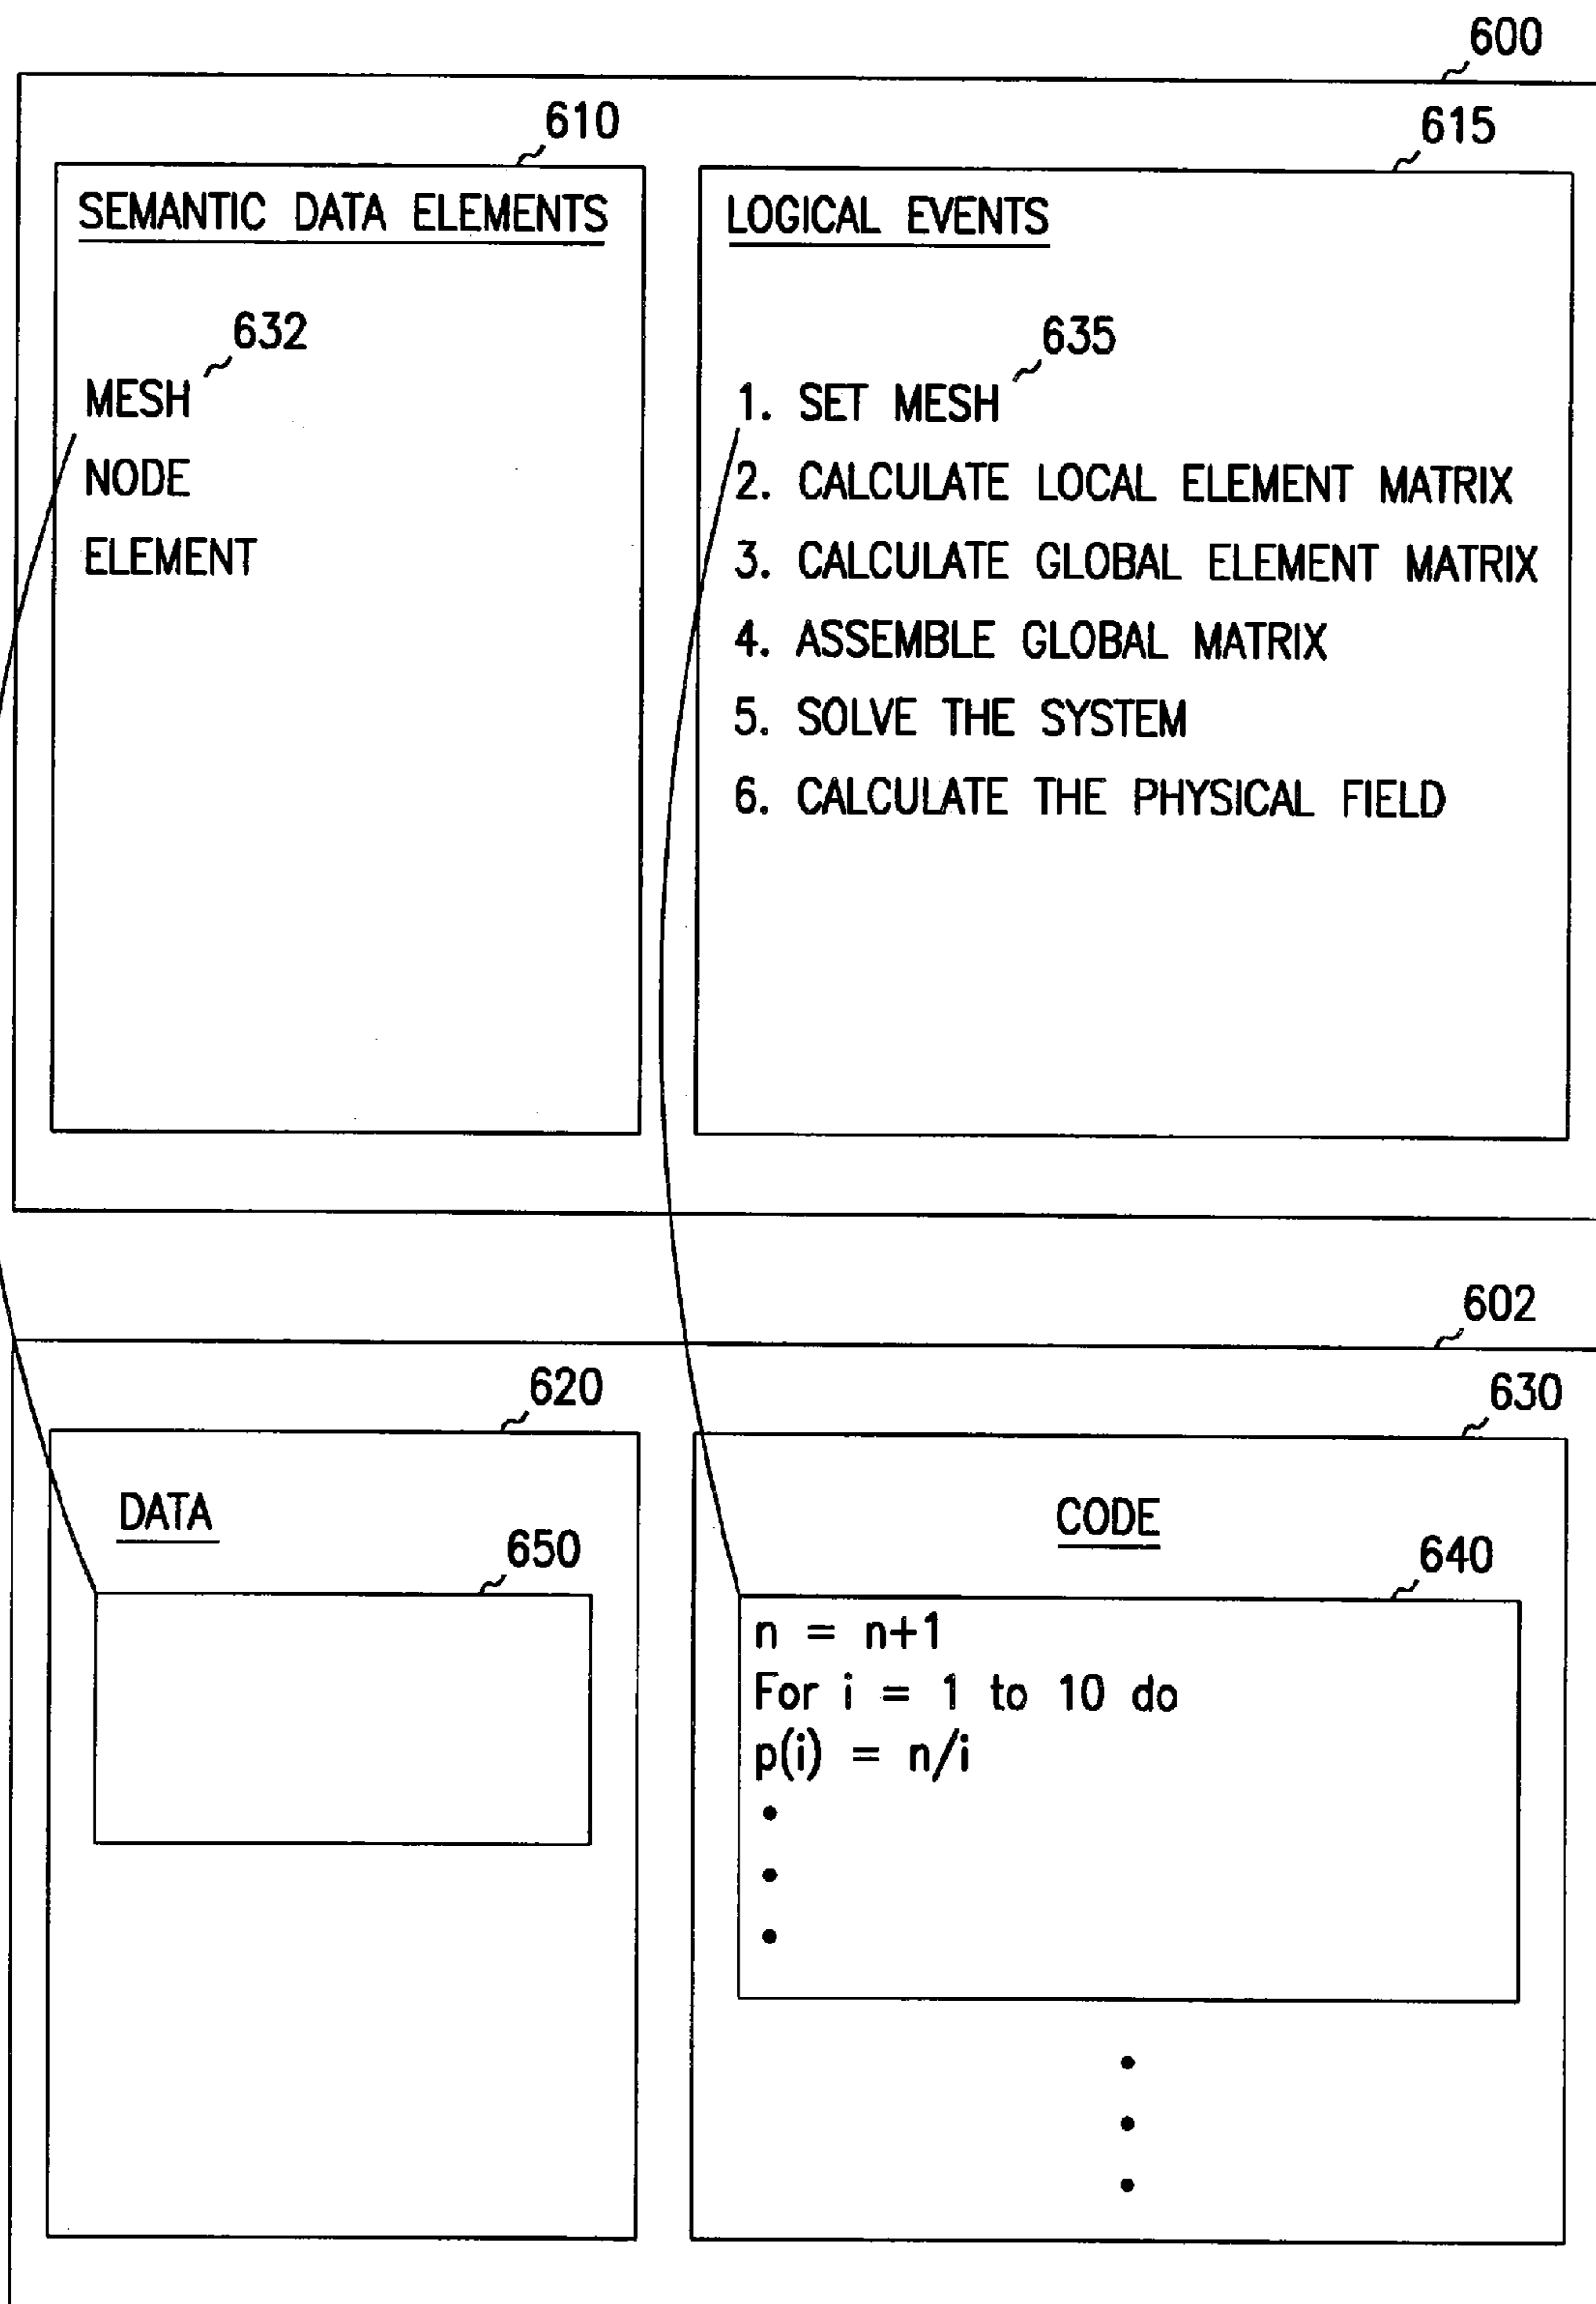 600
610
615
SEMANTIC DATA ELEMENTS
LOGICAL EVENTS
632
635
MESH
NODE
ELEMENT
1. SET MESH
2. CALCULATE LOCAL ELEMENT MATRIX
3. CALCULATE GLOBAL ELEMENT MATRIX
4. ASSEMBLE GLOBAL MATRIX
5. SOLVE THE SYSTEM
6. CALCULATE THE PHYSICAL FIELD
602
620
630
DATA
650
CODE
640
n = n+1
For i = 1 to 10 do
p(i) = n/i